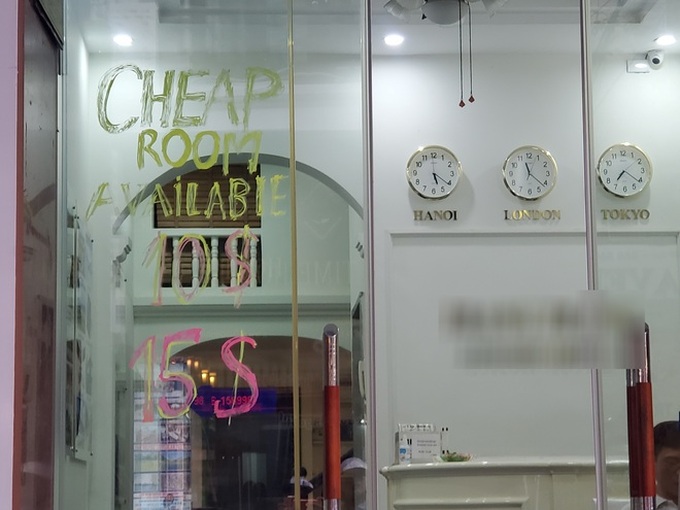 CHEAP
ROOM
AVAiLABlE
10$
15$
HANOI
LONDON
TOKYO